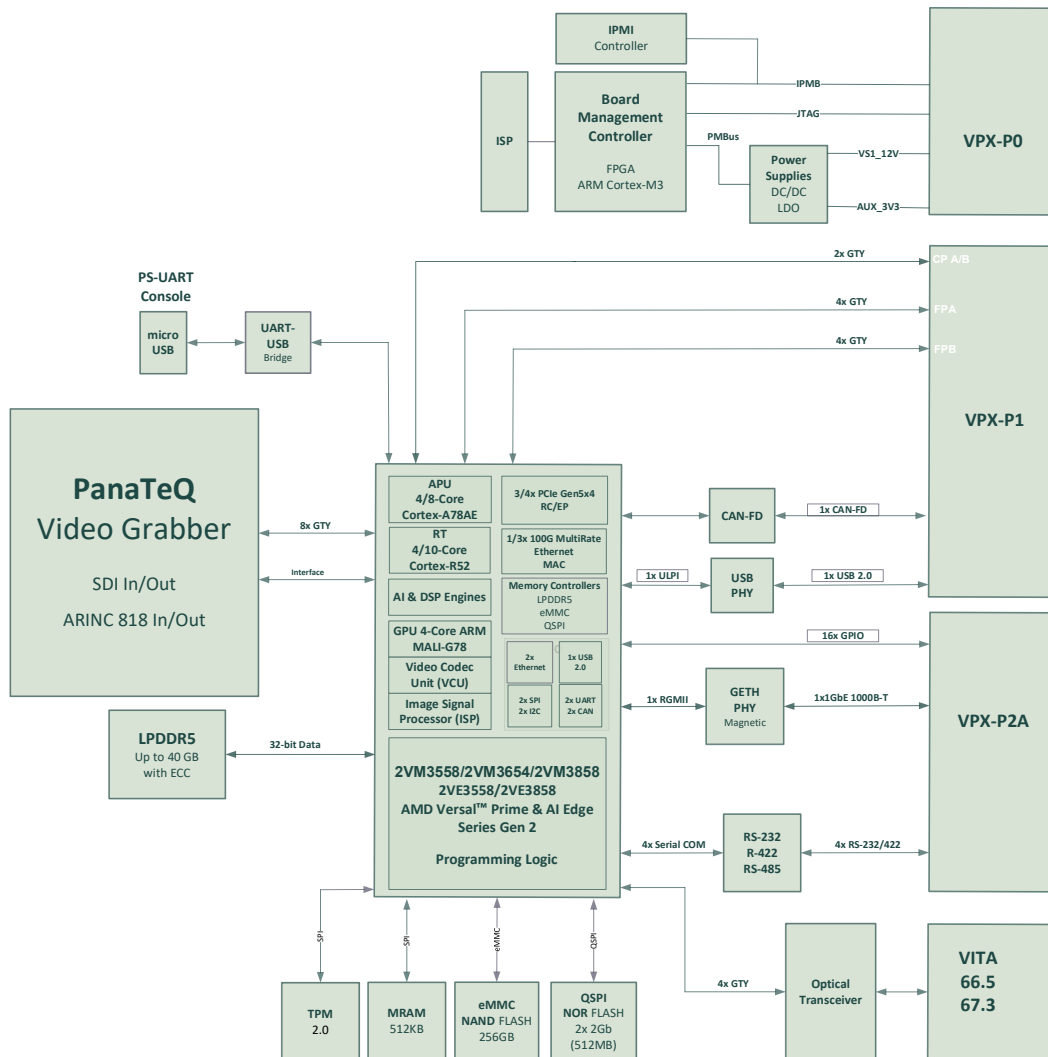 IPMI
Controller
ISP
Board
Management
Controller
FPGA
ARM Cortex-M3
IPMB
JTAG
PMBus
Power
Supplies
DC/DC
LDO
VS1_12V
AUX_3V3
VPX-P0
2x GTY
CP A/B
4x GTY
FPA
4x GTY
FPB
VPX-P1
PS-UART
Console
micro
USB
UART-
USB
Bridge
PanaTeQ
Video Grabber
SDI In/Out
ARINC 818 In/Out
8x GTY
Interface
LPDDR5
Up to 40 GB
with ECC
32-bit Data
APU
4/8-Core
Cortex-A78AE
RT
4/10-Core
Cortex-R52
AI & DSP Engines
GPU 4-Core ARM
MALI-G78
Video Codec
Unit (VCU)
Image Signal
Processor (ISP)
3/4x PCIe Gen5x4
RC/EP
1/3x 100G MultiRate
Ethernet
MAC
Memory Controllers
LPDDR5
eMMC
QSPI
2x
Ethernet
1x USB
2.0
2x SPI
2x I2C
2x UART
2x CAN
2VM3558/2VM3654/2VM3858
2VE3558/2VE3858
AMD Versal™ Prime & AI Edge
Series Gen 2
Programming Logic
CAN-FD
1x CAN-FD
1x ULPI
USB
PHY
1x USB 2.0
16x GPIO
1x RGMII
GETH
PHY
Magnetic
1x1GbE 1000B-T
VPX-P2A
4x Serial COM
RS-232
R-422
RS-485
4x RS-232/422
4x GTY
Optical
Transceiver
VITA
66.5
67.3
SPI
SPI
eMMC
QSPI
TPM
2.0
MRAM
512KB
eMMC
NAND FLASH
256GB
QSPI
NOR FLASH
2x 2Gb
(512MB)